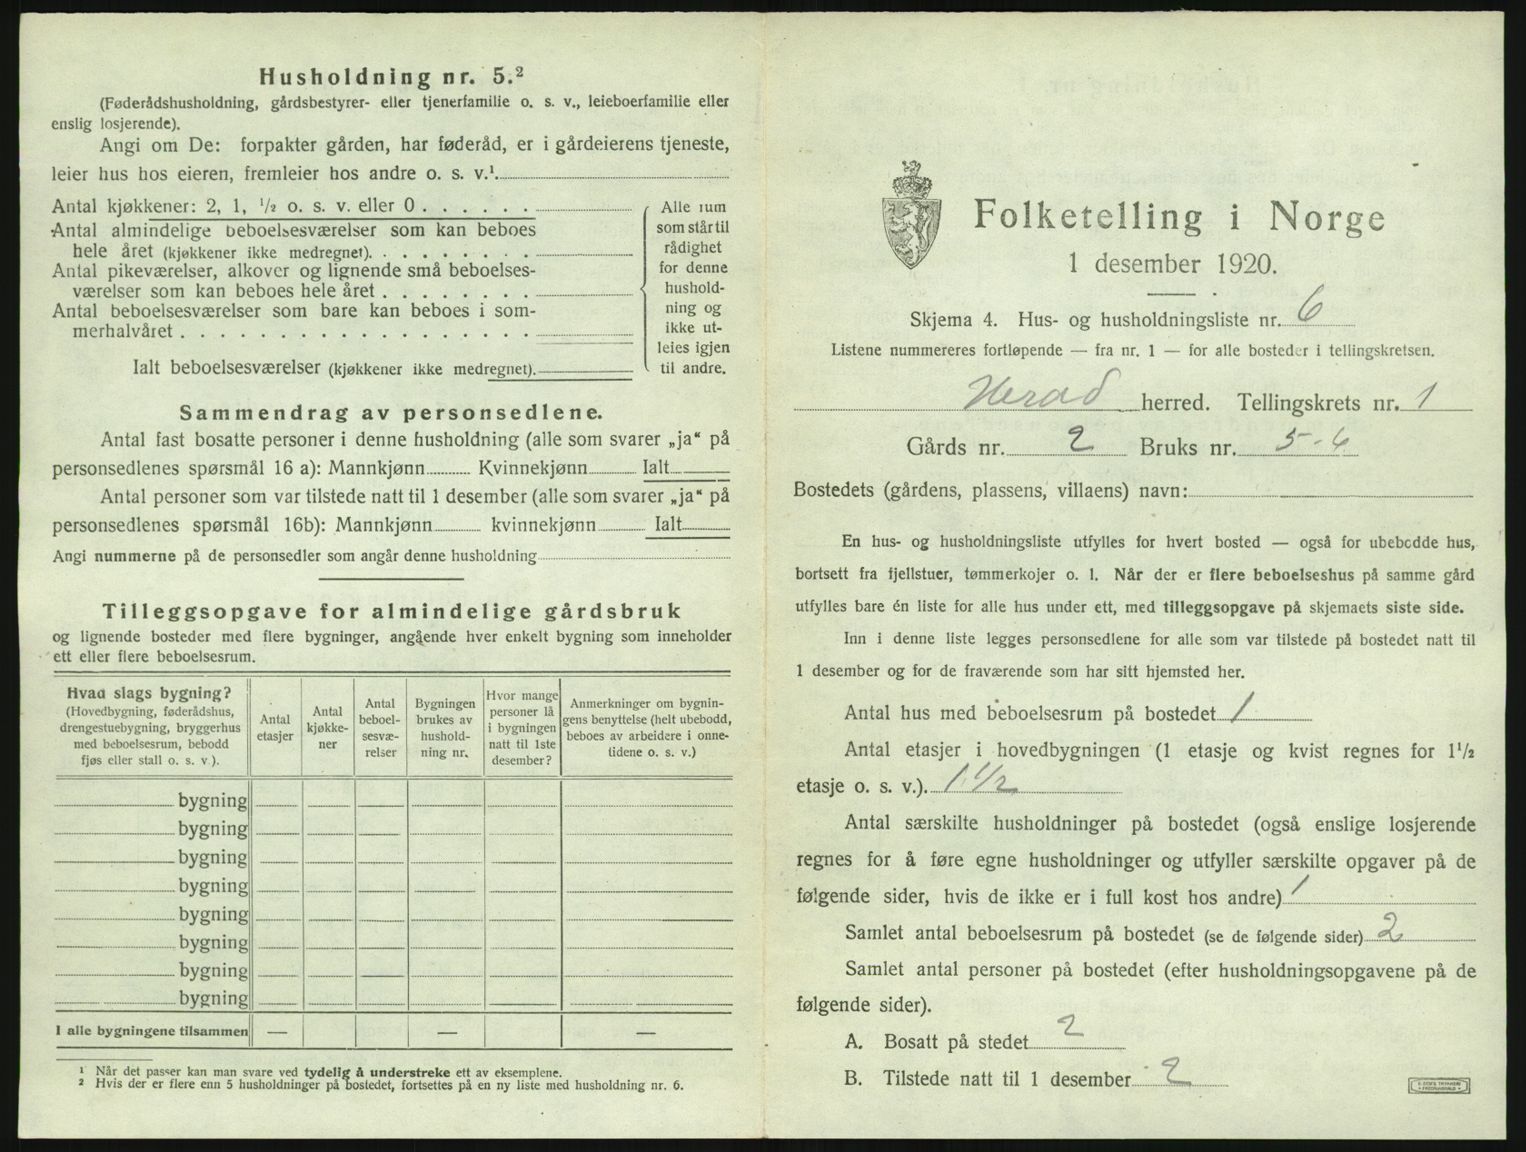 Husholdning nr. 5.²
(Føderådshusholdning, gårdsbestyrer- eller tjenerfamilie o. s. v., leieboerfamilie eller
enslig losjerende).
Angi om De: forpakter gården, har føderåd, er i gårdeierens tjeneste,
leier hus hos eieren, fremleier hos andre o. s. v.¹
Antal kjøkkener: 2, 1, ½ o. s. v. eller 0 . . . . . .
Antal almindelige beboelsesværelser som kan beboes
hele året (kjøkkener ikke medregnet). . . . . . . . .
Antal pikeværelser, alkover og lignende små beboelses-
værelser som kan beboes hele året . . . . . . . .
Antal beboelsesværelser som bare kan beboes i som-
merhalvåret . . . . . . . . . . . . . . . . . .
Ialt beboelsesværelser (kjøkkener ikke medregnet).
Alle rum
som står til
rådighet
for denne
hushold-
ning og
ikke ut-
leies igjen
til andre.
Sammendrag av personsedlene.
Antal fast bosatte personer i denne husholdning (alle som svarer „ja“ på
personsedlenes spørsmål 16 a): Mannkjønn Kvinnekjønn Ialt
Antal personer som var tilstede natt til 1 desember (alle som svarer „ja“ på
personsedlenes spørsmål 16b): Mannkjønn kvinnekjønn Ialt
Angi nummerne på de personsedler som angår denne husholdning
Tilleggsopgave for almindelige gårdsbruk
og lignende bosteder med flere bygninger, angående hver enkelt bygning som inneholder
ett eller flere beboelsesrum.
Hvad slags bygning?
(Hovedbygning, føderådshus,
drengestuebygning, bryggerhus
med beboelsesrum, bebodd
fjøs eller stall o. s. v.).
Antal
etasjer
Antal
kjøkke-
ner
Antal
beboel-
sesvæ-
relser
Bygningen
brukes av
hushold-
ning nr.
Hvor mange
personer lå
i bygningen
natt til 1ste
desember?
Anmerkninger om bygnin-
gens benyttelse (helt ubebodd,
beboes av arbeidere i onne-
tidene o. s. v.)
bygning
bygning
bygning
bygning
bygning
bygning
bygning
bygning
I alle bygningene tilsammen — — —
¹ Når det passer kan man svare ved tydelig å understreke ett av eksemplene.
² Hvis der er flere enn 5 husholdninger på bostedet, fortsettes på en ny liste med husholdning nr. 6.
Folketelling i Norge
1 desember 1920.
Skjema 4. Hus- og husholdningsliste nr. 6
Listene nummereres fortløpende — fra nr. 1 — for alle bosteder i tellingskretsen.
Herad herred. Tellingskrets nr. 1
Gårds nr. 2 Bruks nr. 5-6
Bostedets (gårdens, plassens, villaens) navn:
En hus- og husholdningsliste utfylles for hvert bosted — også for ubebodde hus,
bortsett fra fjellstuer, tømmerkojer o. l. Når der er flere beboelseshus på samme gård
utfylles bare én liste for alle hus under ett, med tilleggsopgave på skjemaets siste side.
Inn i denne liste legges personsedlene for alle som var tilstede på bostedet natt til
1 desember og for de fraværende som har sitt hjemsted her.
Antal hus med beboelsesrum på bostedet 1
Antal etasjer i hovedbygningen (1 etasje og kvist regnes for 1½
etasje o. s. v.). 1 1/2
Antal særskilte husholdninger på bostedet (også enslige losjerende
regnes for å føre egne husholdninger og utfyller særskilte opgaver på de
følgende sider, hvis de ikke er i full kost hos andre) 1
Samlet antal beboelsesrum på bostedet (se de følgende sider) 2
Samlet antal personer på bostedet (efter husholdningsopgavene på de
følgende sider).
A. Bosatt på stedet 2
B. Tilstede natt til 1 desember 2